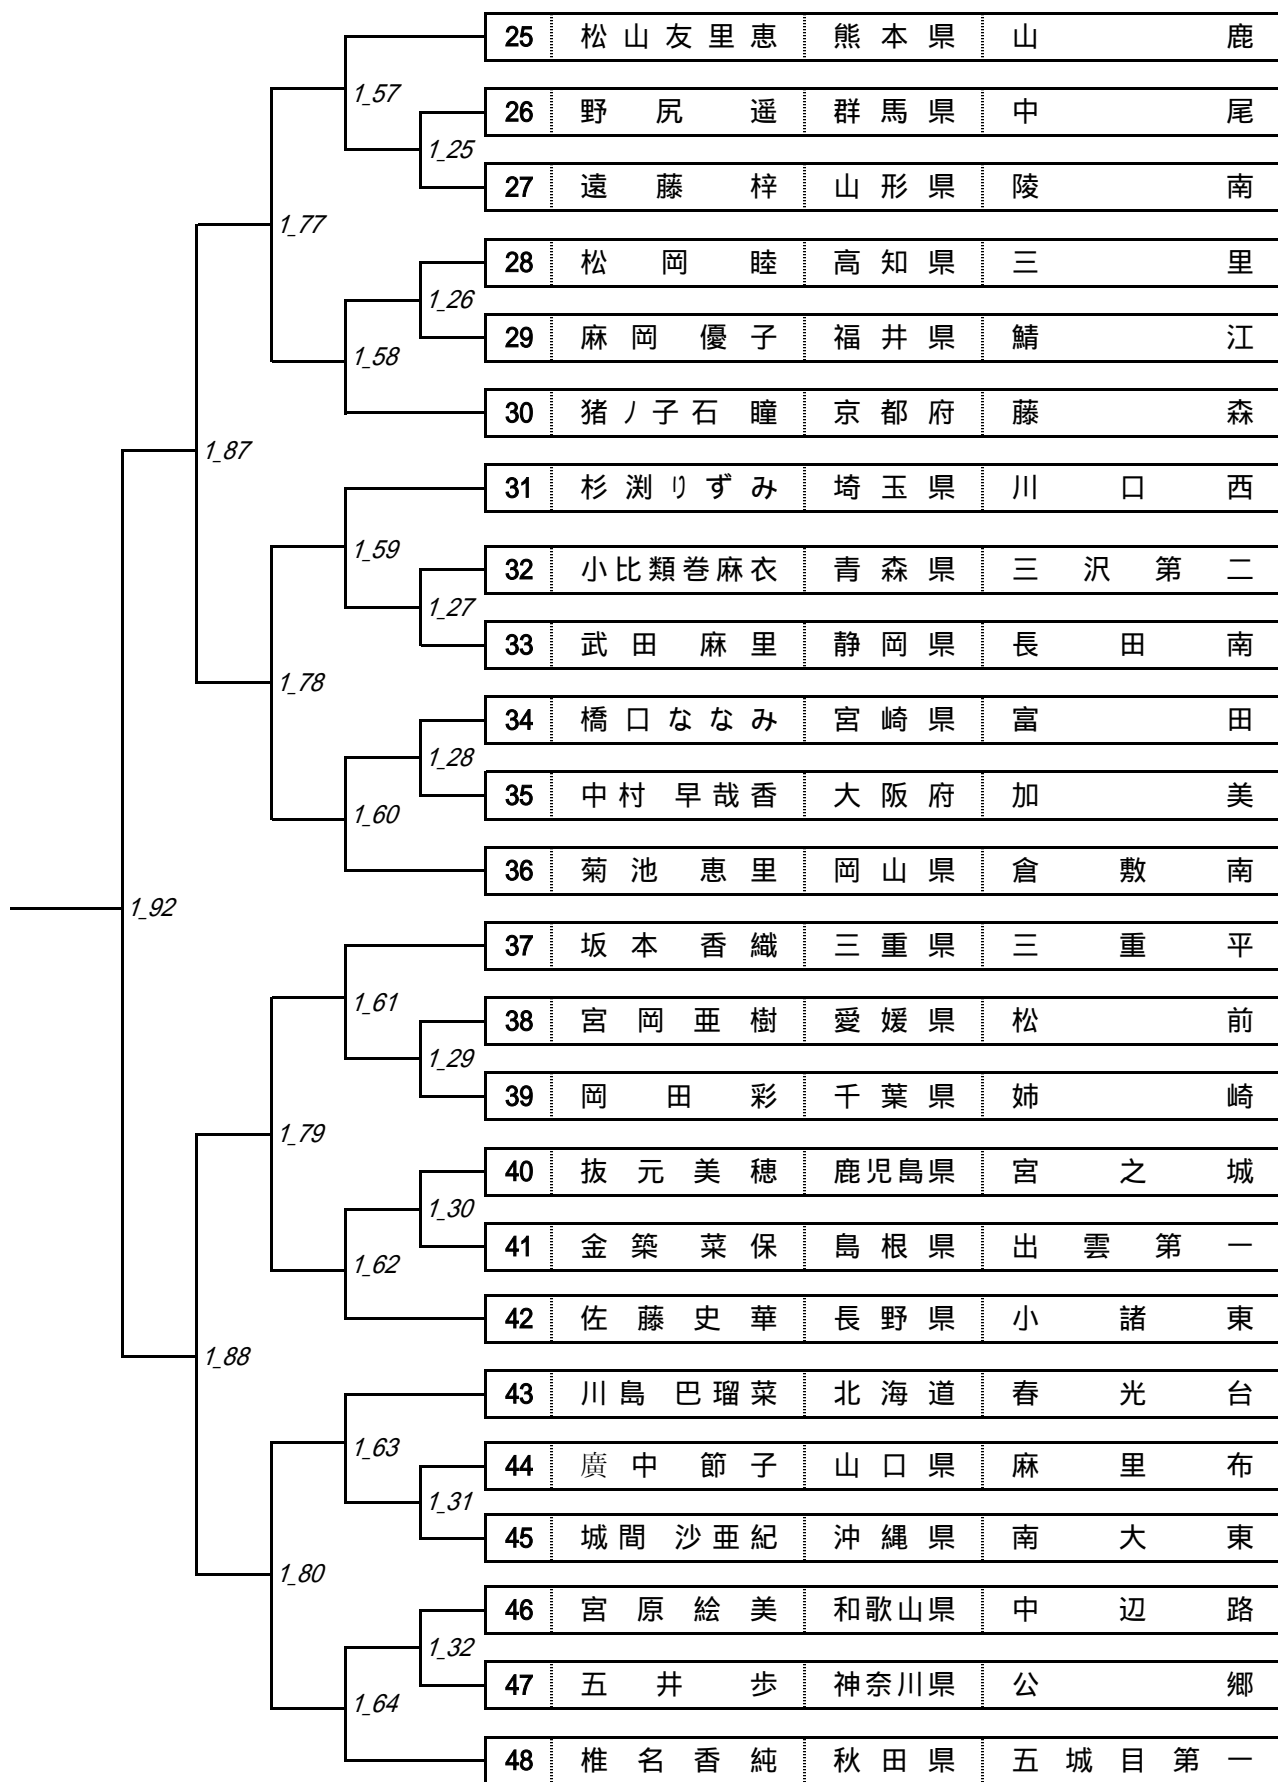 25 松山友里恵 熊本県 山鹿
1_57
26 野尻遥 群馬県 中尾
1_25
27 遠藤梓 山形県 陵南
1_77
28 松岡睦 高知県 三里
1_26
29 麻岡優子 福井県 鯖江
1_58
30 猪ノ子石瞳 京都府 藤森
1_87
31 杉渕りずみ 埼玉県 川口西
1_59
32 小比類巻麻衣 青森県 三沢第二
1_27
33 武田麻里 静岡県 長田南
1_78
34 橋口ななみ 宮崎県 富田
1_28
35 中村早哉香 大阪府 加美
1_60
36 菊池恵里 岡山県 倉敷南
1_92
37 坂本香織 三重県 三重平
1_61
38 宮岡亜樹 愛媛県 松前
1_29
39 岡田彩 千葉県 姉崎
1_79
40 抜元美穂 鹿児島県 宮之城
1_30
41 金築菜保 島根県 出雲第一
1_62
42 佐藤史華 長野県 小諸東
1_88
43 川島巴瑠菜 北海道 春光台
1_63
44 廣中節子 山口県 麻里布
1_31
45 城間沙亜紀 沖縄県 南大東
1_80
46 宮原絵美 和歌山県 中辺路
1_32
47 五井歩 神奈川県 公郷
1_64
48 椎名香純 秋田県 五城目第一